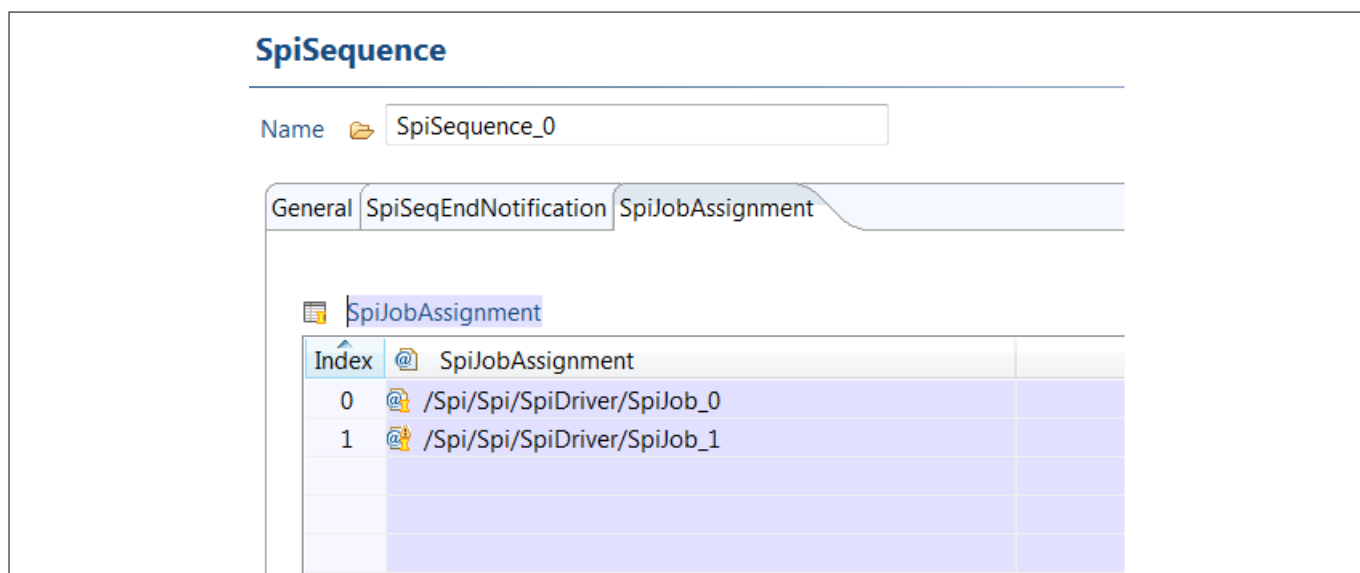 SpiSequence
Name SpiSequence_0
General SpiSeqEndNotification SpiJobAssignment
SpiJobAssignment
Index SpiJobAssignment
0 /Spi/Spi/SpiDriver/SpiJob_0
1 /Spi/Spi/SpiDriver/SpiJob_1